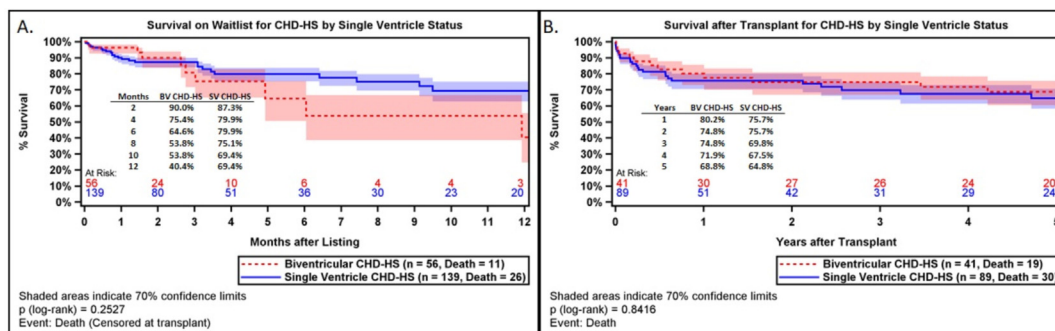 A.
Survival on Waitlist for CHD-HS by Single Ventricle Status
100%
90%
80%
70%
60%
50%
40%
30%
20%
10%
0%
% Survival
Months BV CHD-HS SV CHD-HS
2 90.0% 87.3%
4 75.4% 79.9%
6 64.6% 79.9%
8 53.8% 75.1%
10 53.8% 69.4%
12 40.4% 69.4%
At Risk:
56 24 10 6 4 4 3
139 80 51 36 30 23 20
0 1 2 3 4 5 6 7 8 9 10 11 12
Months after Listing
Biventricular CHD-HS (n = 56, Death = 11)
Single Ventricle CHD-HS (n = 139, Death = 26)
Shaded areas indicate 70% confidence limits
p (log-rank) = 0.2527
Event: Death (Censored at transplant)
B.
Survival after Transplant for CHD-HS by Single Ventricle Status
100%
90%
80%
70%
60%
50%
40%
30%
20%
10%
0%
% Survival
Years BV CHD-HS SV CHD-HS
1 80.2% 75.7%
2 74.8% 75.7%
3 74.8% 69.8%
4 71.9% 67.5%
5 68.8% 64.8%
At Risk:
41 30 27 26 24 20
89 51 42 31 29 24
0 1 2 3 4 5
Years after Transplant
Biventricular CHD-HS (n = 41, Death = 19)
Single Ventricle CHD-HS (n = 89, Death = 30)
Shaded areas indicate 70% confidence limits
p (log-rank) = 0.8416
Event: Death